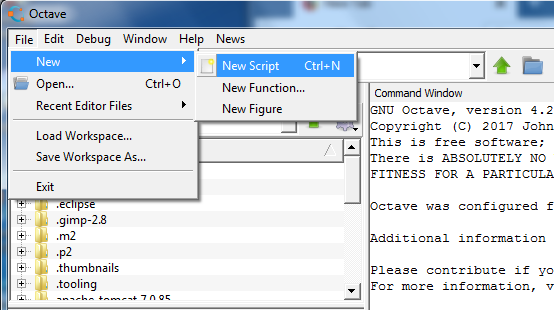 Octave
File Edit Debug Window Help News
New
Open... Ctrl+O
Recent Editor Files
Load Workspace...
Save Workspace As...
Exit
New Script Ctrl+N
New Function...
New Figure
.eclipse
.gimp-2.8
.m2
.p2
.thumbnails
.tooling
apache-tomcat-7.0.85
Command Window
GNU Octave, version 4.2
Copyright (C) 2017 John
This is free software;
There is ABSOLUTELY NO
FITNESS FOR A PARTICULA
Octave was configured f
Additional information
Please contribute if yo
For more information, v